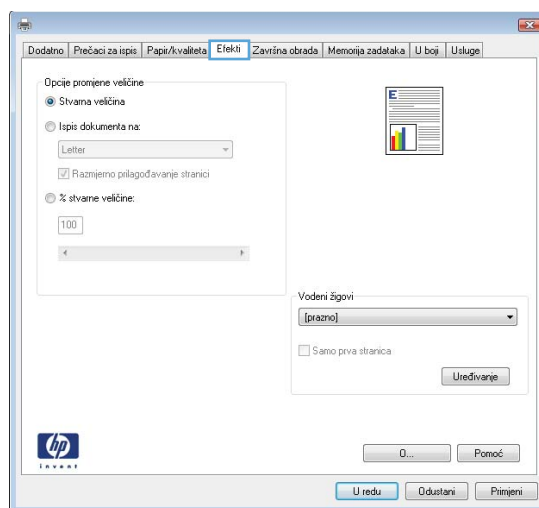 Dodatno Prečaci za ispis Papir/kvaliteta Efekti Završna obrada Memorija zadataka U boji Usluge
Opcije promjene veličine
Stvarna veličina
Ispis dokumenta na:
Letter
Razmjerno prilagođavanje stranici
% stvarne veličine:
100
E
Vodeni žigovi
[prazno]
Samo prva stranica
Uređivanje
hp
invent
O... Pomoć
U redu Odustani Primjeni